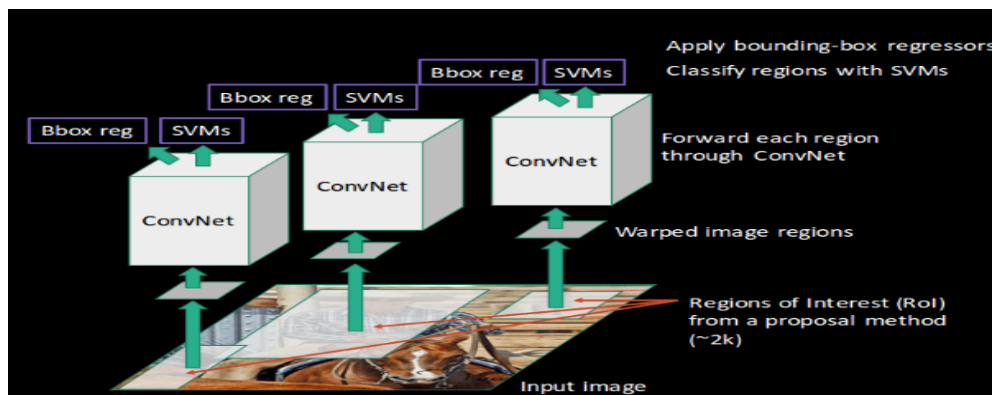 Apply bounding-box regressors
Bbox reg SVMs
Classify regions with SVMs
Bbox reg SVMs
Bbox reg SVMs
ConvNet
Forward each region
through ConvNet
ConvNet
ConvNet
Warped image regions
Regions of Interest (RoI)
from a proposal method
(~2k)
Input image